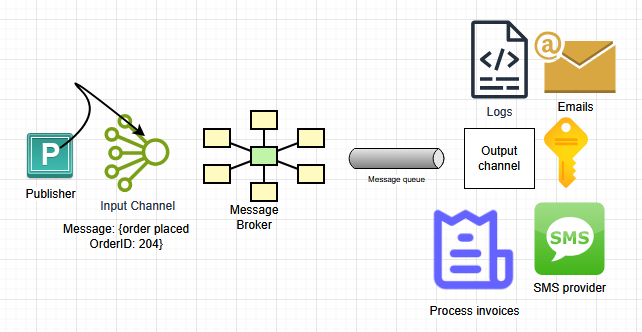 Logs
@
Emails
P
Publisher
Input Channel
Message: {order placed
OrderID: 204}
Message
Broker
Message queue
Output
channel
SMS
SMS provider
Process invoices